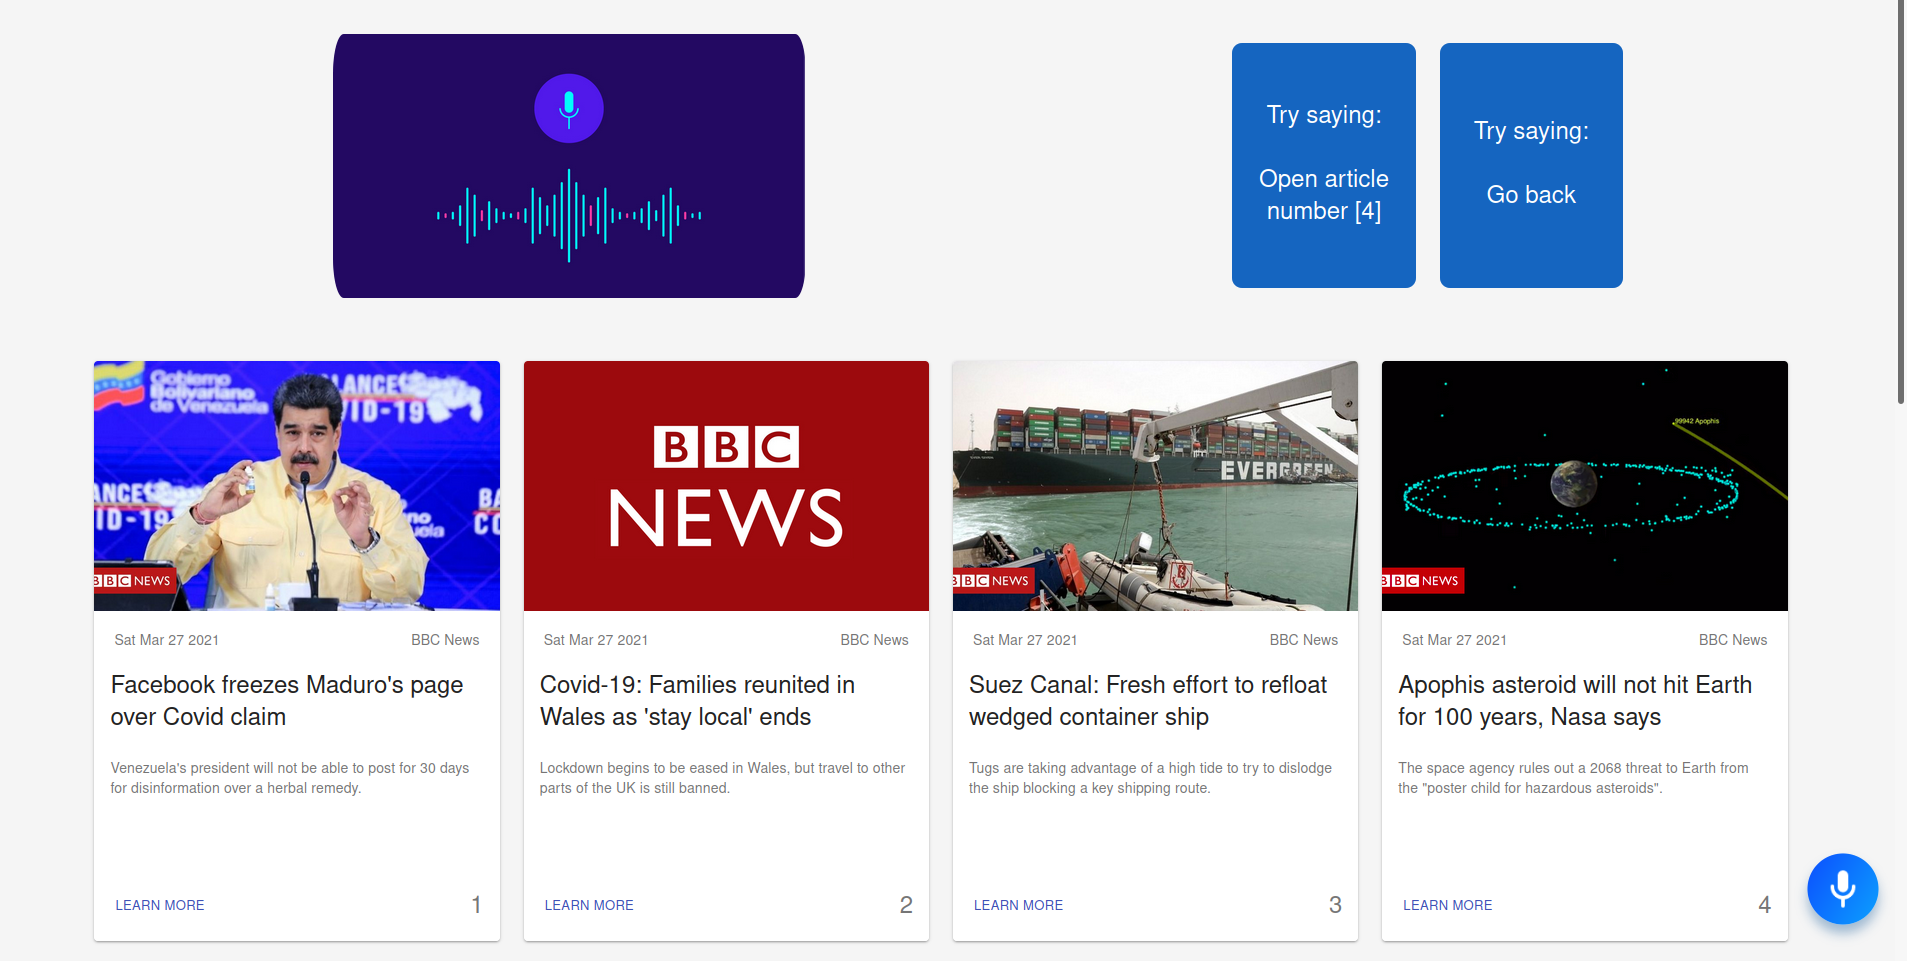 Try saying:
Open article
number [4]
Try saying:
Go back
Gobierno
Bolivariano
de Venezuela
BBC NEWS
Sat Mar 27 2021
BBC News
Facebook freezes Maduro's page
over Covid claim
Venezuela's president will not be able to post for 30 days
for disinformation over a herbal remedy.
LEARN MORE
1
BBC
NEWS
Sat Mar 27 2021
BBC News
Covid-19: Families reunited in
Wales as 'stay local' ends
Lockdown begins to be eased in Wales, but travel to other
parts of the UK is still banned.
LEARN MORE
2
EVERGREEN
BBC NEWS
Sat Mar 27 2021
BBC News
Suez Canal: Fresh effort to refloat
wedged container ship
Tugs are taking advantage of a high tide to try to dislodge
the ship blocking a key shipping route.
LEARN MORE
3
99942 Apophis
BBC NEWS
Sat Mar 27 2021
BBC News
Apophis asteroid will not hit Earth
for 100 years, Nasa says
The space agency rules out a 2068 threat to Earth from
the "poster child for hazardous asteroids".
LEARN MORE
4